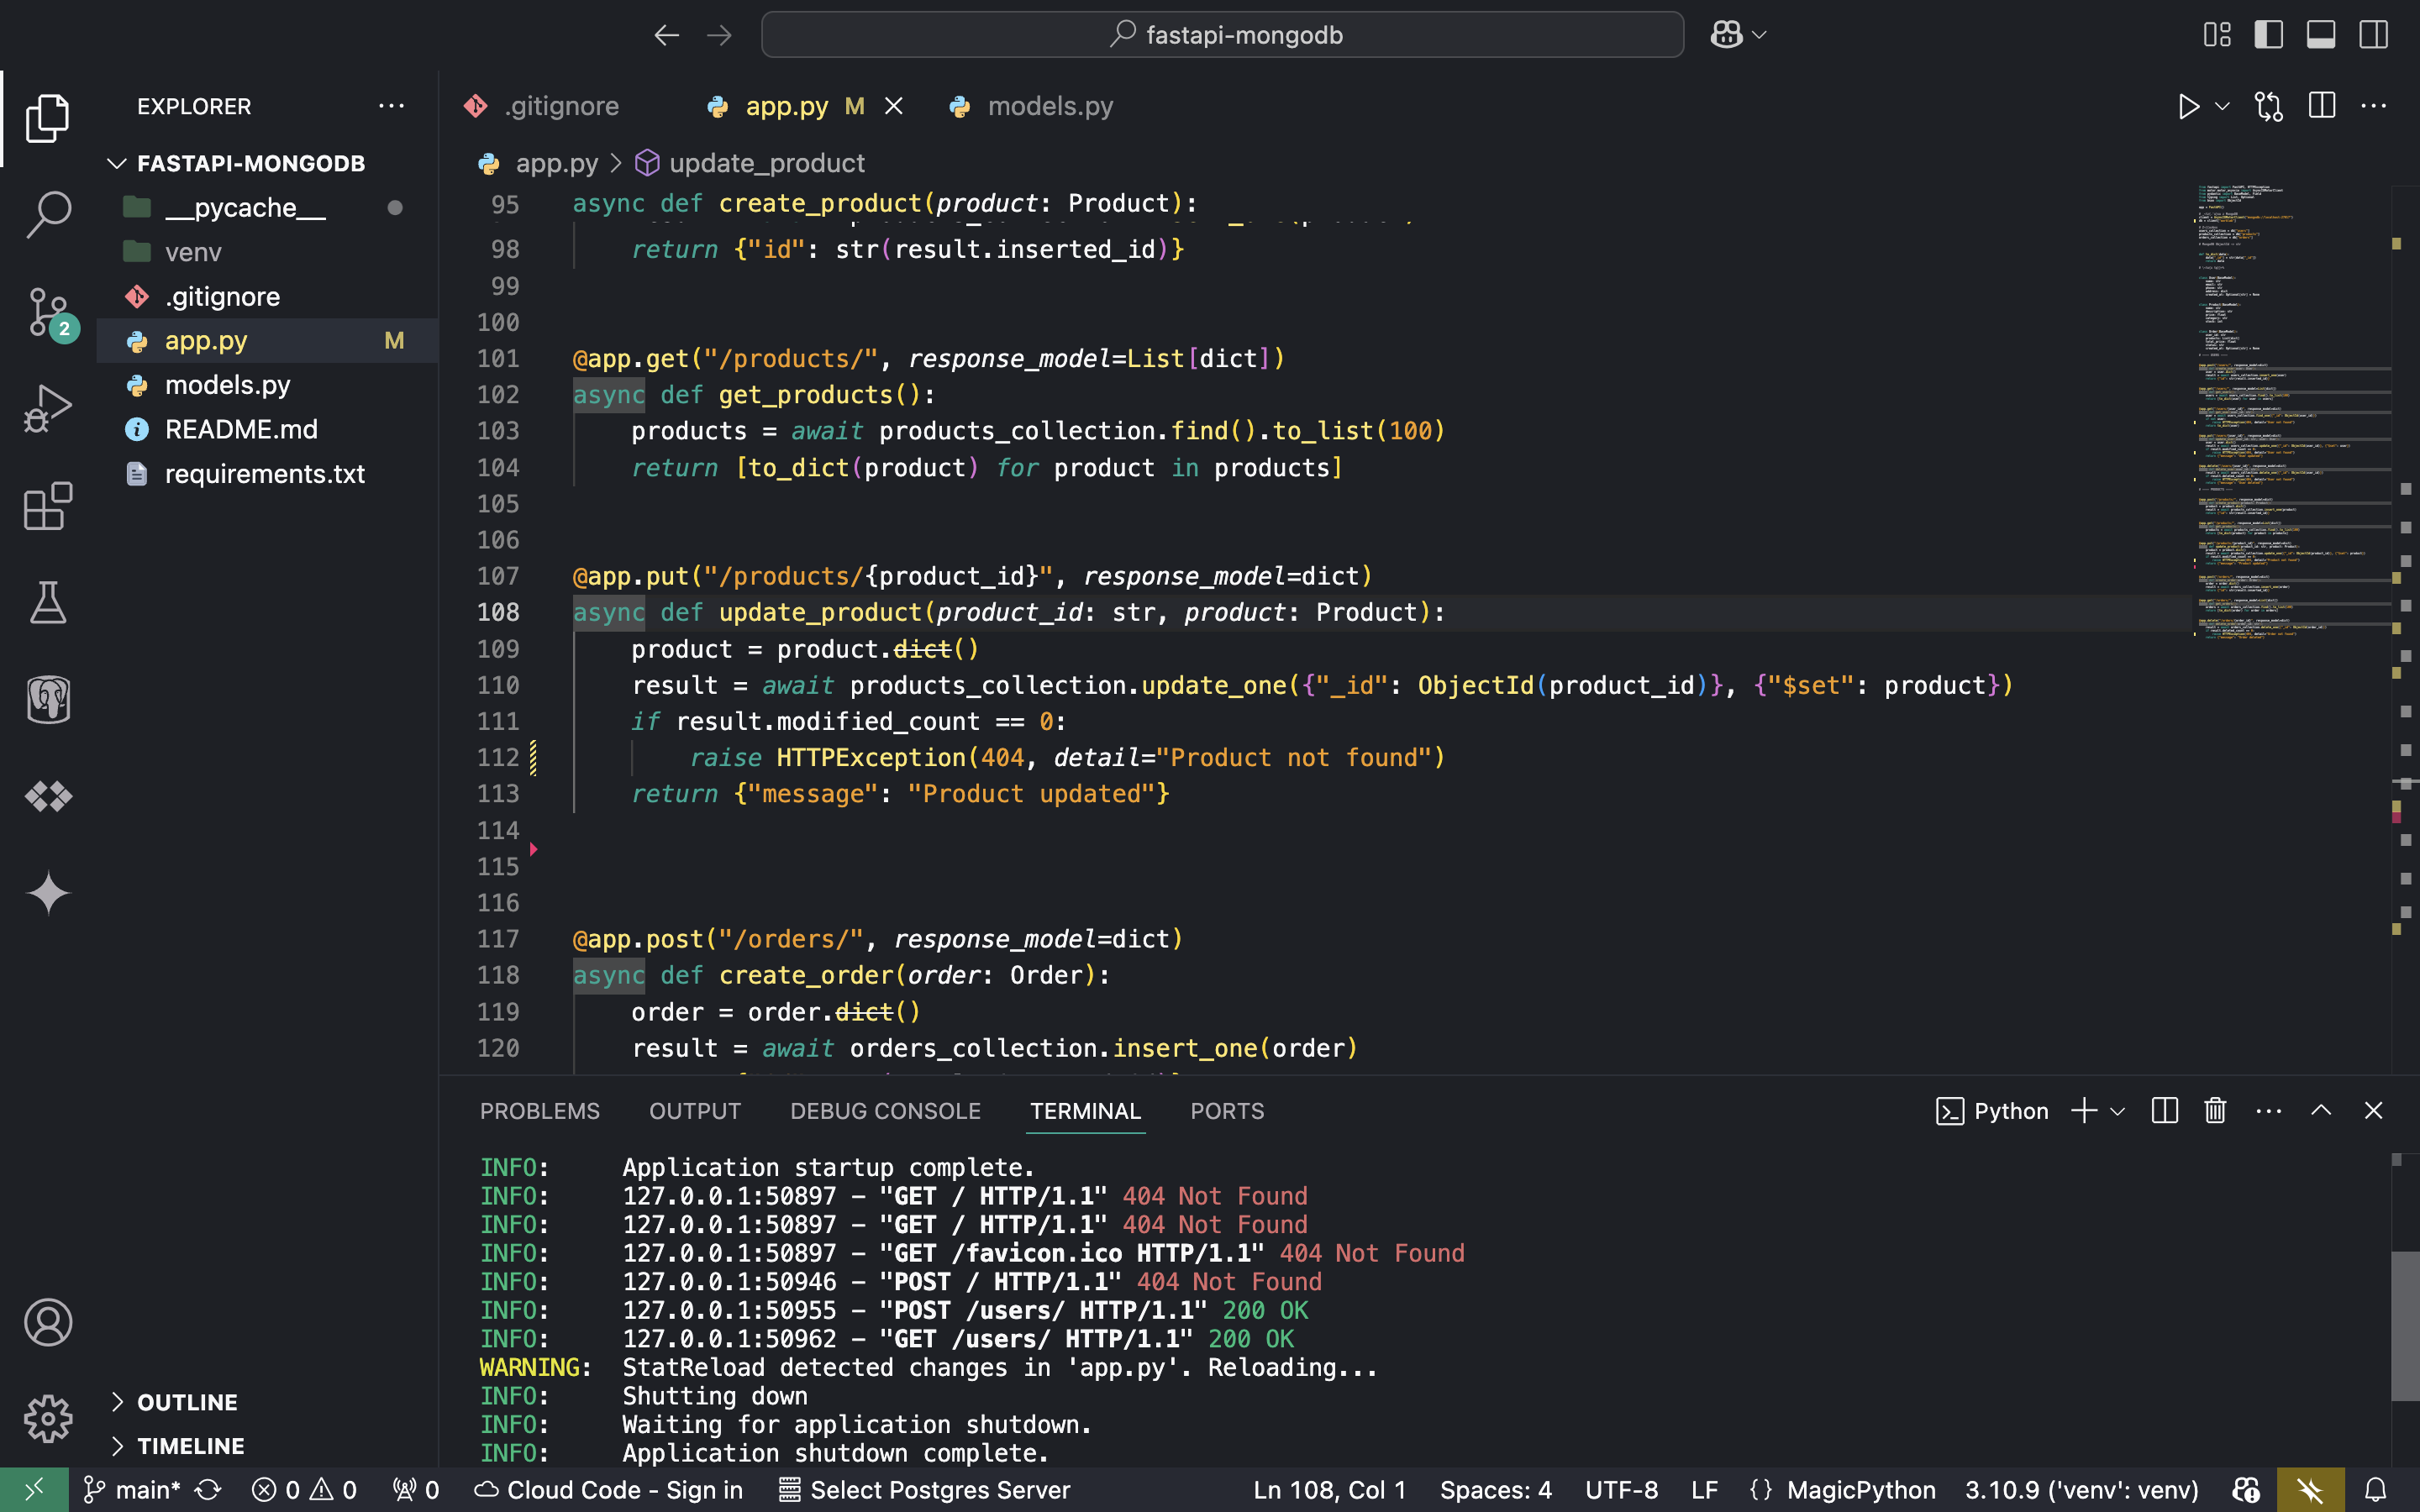 fastapi-mongodb
EXPLORER
FASTAPI-MONGODB
__pycache__
venv
.gitignore
app.py M
models.py
README.md
requirements.txt
OUTLINE
TIMELINE
2
.gitignore app.py M models.py
app.py > update_product
95 async def create_product(product: Product):
98 return {"id": str(result.inserted_id)}
99
100
101 @app.get("/products/", response_model=List[dict])
102 async def get_products():
103 products = await products_collection.find().to_list(100)
104 return [to_dict(product) for product in products]
105
106
107 @app.put("/products/{product_id}", response_model=dict)
108 async def update_product(product_id: str, product: Product):
109 product = product.dict()
110 result = await products_collection.update_one({"_id": ObjectId(product_id)}, {"$set": product})
111 if result.modified_count == 0:
112 raise HTTPException(404, detail="Product not found")
113 return {"message": "Product updated"}
114
115
116
117 @app.post("/orders/", response_model=dict)
118 async def create_order(order: Order):
119 order = order.dict()
120 result = await orders_collection.insert_one(order)
PROBLEMS OUTPUT DEBUG CONSOLE TERMINAL PORTS
Python
INFO: Application startup complete.
INFO: 127.0.0.1:50897 - "GET / HTTP/1.1" 404 Not Found
INFO: 127.0.0.1:50897 - "GET / HTTP/1.1" 404 Not Found
INFO: 127.0.0.1:50897 - "GET /favicon.ico HTTP/1.1" 404 Not Found
INFO: 127.0.0.1:50946 - "POST / HTTP/1.1" 404 Not Found
INFO: 127.0.0.1:50955 - "POST /users/ HTTP/1.1" 200 OK
INFO: 127.0.0.1:50962 - "GET /users/ HTTP/1.1" 200 OK
WARNING: StatReload detected changes in 'app.py'. Reloading...
INFO: Shutting down
INFO: Waiting for application shutdown.
INFO: Application shutdown complete.
main* 0 0 0 Cloud Code - Sign in Select Postgres Server Ln 108, Col 1 Spaces: 4 UTF-8 LF {} MagicPython 3.10.9 ('venv': venv)